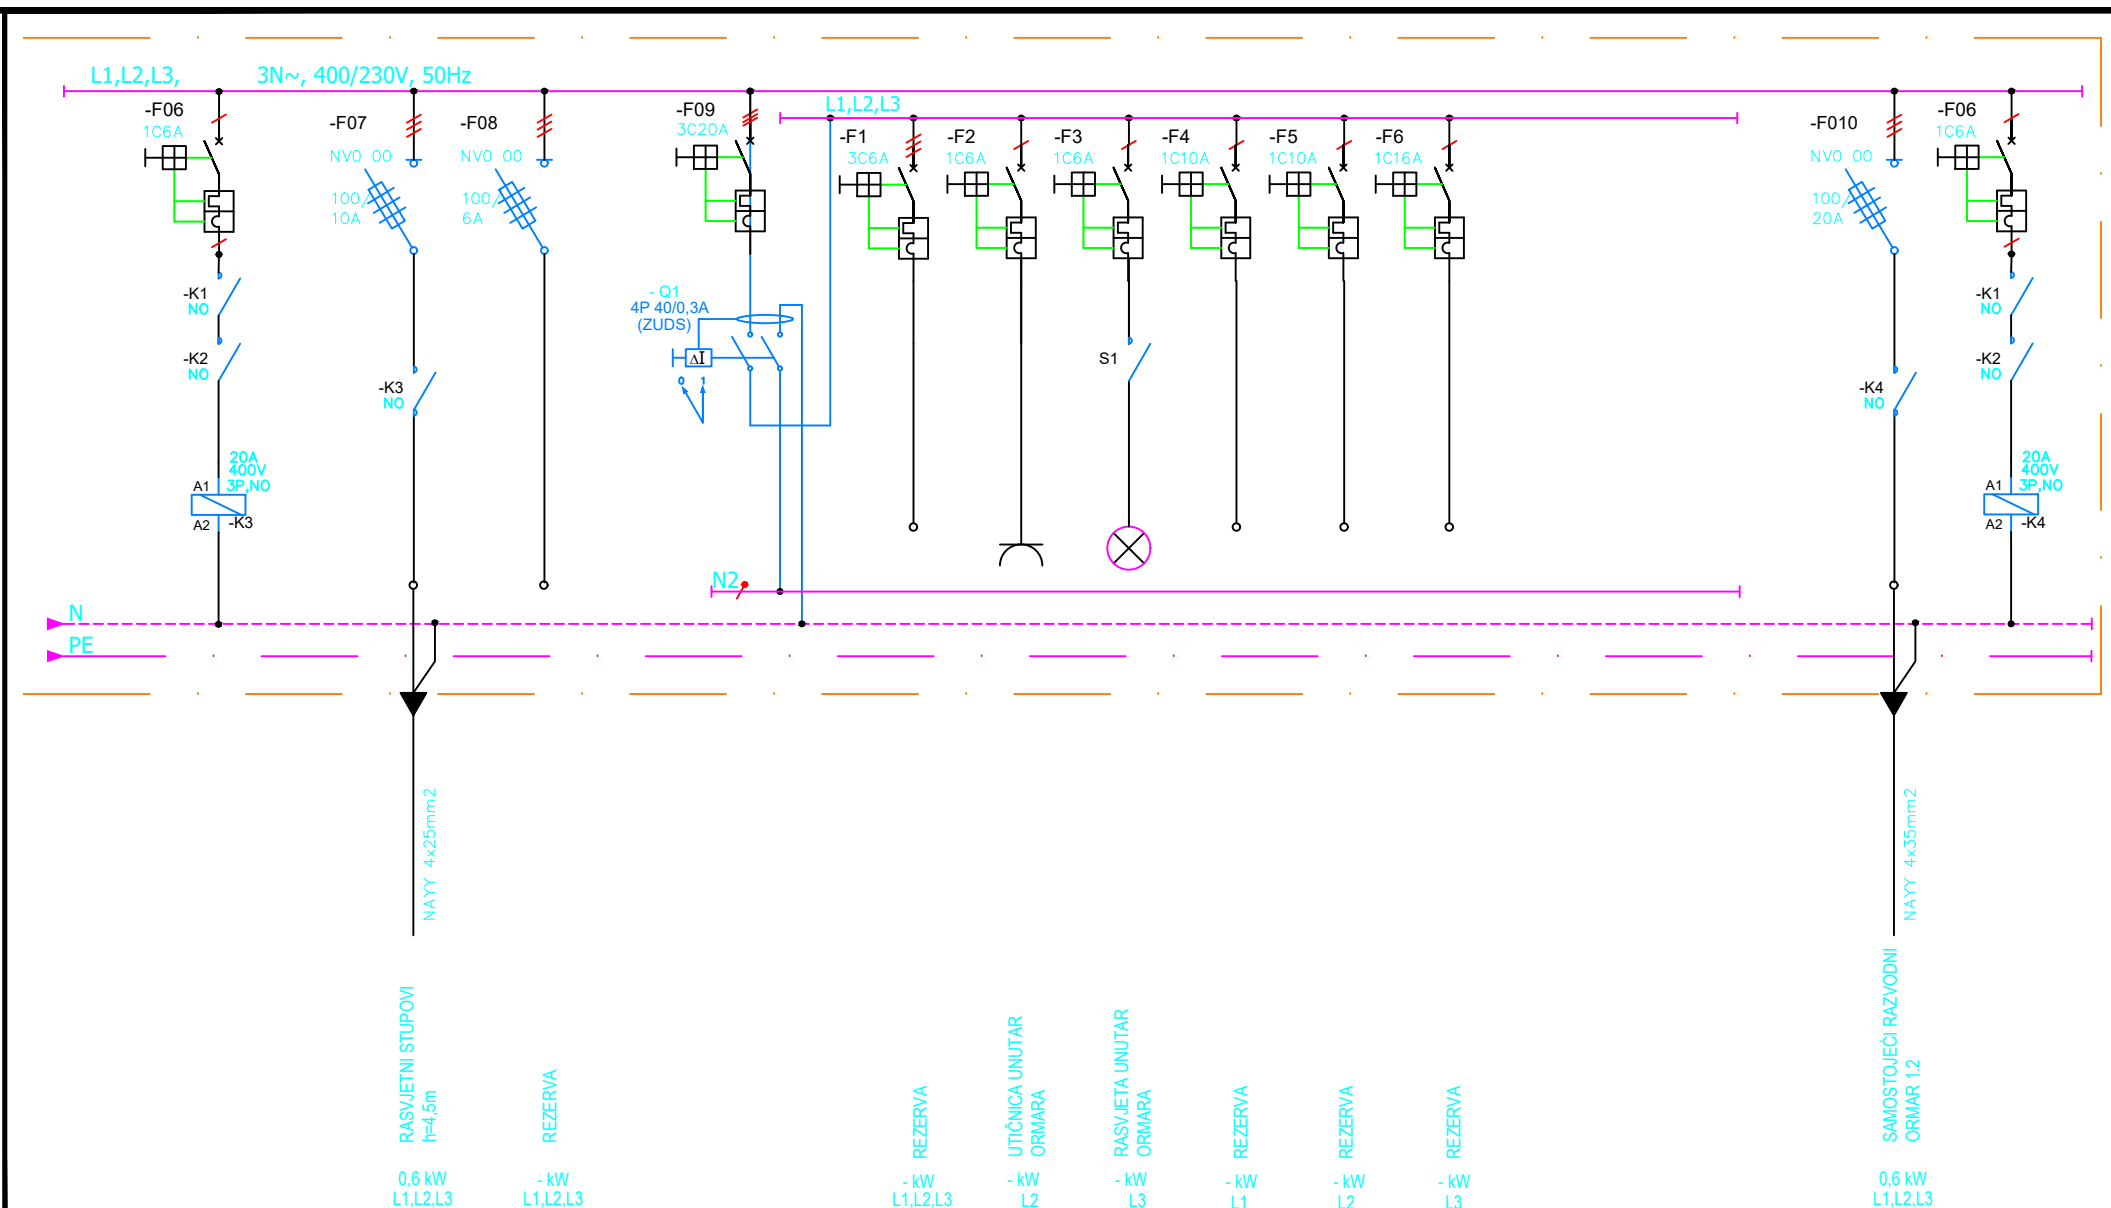 L1,L2,L3,
3N~, 400/230V, 50Hz
-F06
1C6A
-F07
NV0 00
100/
10A
-F08
NV0 00
100/
6A
-F09
3C20A
L1,L2,L3
-F1
3C6A
-F2
1C6A
-F3
1C6A
-F4
1C10A
-F5
1C10A
-F6
1C16A
-F010
NV0 00
100/
20A
-F06
1C6A
-K1
NO
-K2
NO
- Q1
4P 40/0,3A
(ZUDS)
ΔI
0 1
S1
-K3
NO
-K4
NO
-K1
NO
-K2
NO
20A
400V
3P,NO
A1
A2
-K3
20A
400V
3P,NO
A1
A2
-K4
N2
N
PE
NAYY 4x25mm2
NAYY 4x35mm2
RASVJETNI STUPOVI
h=4,5m
0,6 kW
L1,L2,L3
REZERVA
- kW
L1,L2,L3
REZERVA
- kW
L1,L2,L3
UTIČNICA UNUTAR
ORMARA
- kW
L2
RASVJETA UNUTAR
ORMARA
- kW
L3
REZERVA
- kW
L1
REZERVA
- kW
L2
REZERVA
- kW
L3
SAMOSTOJEĆI RAZVODNI
ORMAR 1.2
0,6 kW
L1,L2,L3